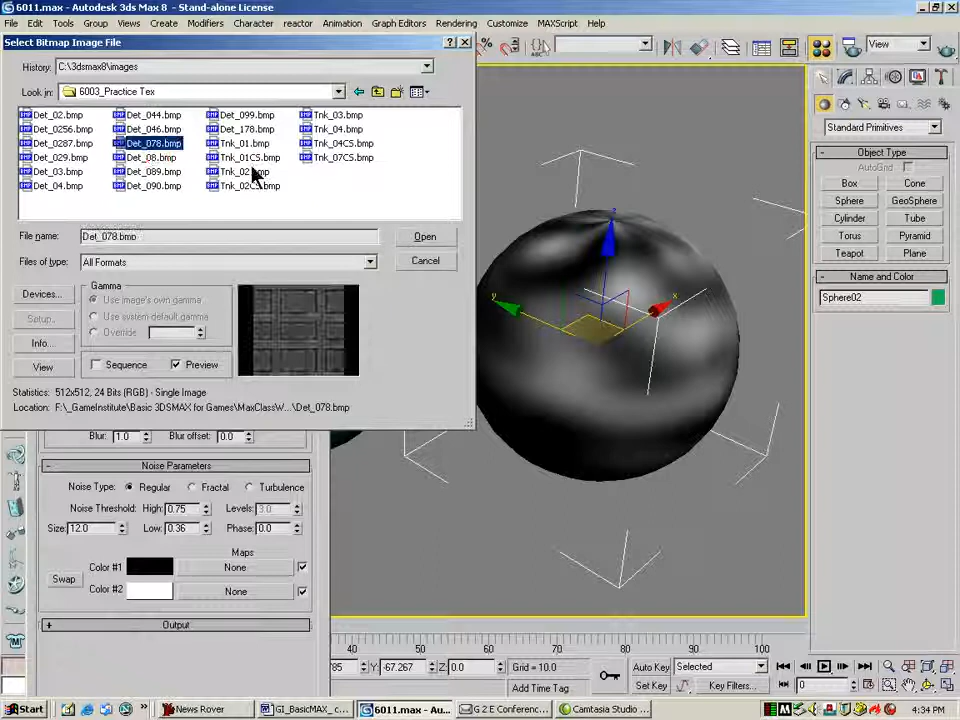 6011.max - Autodesk 3ds Max 8 - Stand-alone License
File Edit Tools Group Views Create Modifiers Character reactor Animation Graph Editors Rendering Customize MAXScript Help
Select Bitmap Image File
View
History: C:\3dsmax8\images
Look in: 6003_Practice Tex
Det_02.bmp Det_044.bmp Det_099.bmp Tnk_03.bmp
Det_0256.bmp Det_046.bmp Det_178.bmp Tnk_04.bmp
Det_0287.bmp Det_078.bmp Tnk_01.bmp Tnk_04CS.bmp
Det_029.bmp Det_08.bmp Tnk_01CS.bmp Tnk_07CS.bmp
Det_03.bmp Det_089.bmp
Det_04.bmp Det_090.bmp
File name: Det_078.bmp Open
Files of type: All Formats Cancel
Devices...
Setup...
Info...
View
Gamma
Use image's own gamma
Use system default gamma
Override
Sequence Preview
Statistics: 512x512, 24 Bits (RGB) - Single Image
Location: F:\_GameInstitute\Basic 3DSMAX for Games\MaxClassW...\Det_078.bmp
Standard Primitives
Object Type
AutoGrid
Box Cone
Sphere GeoSphere
Cylinder Tube
Torus Pyramid
Teapot Plane
Name and Color
Sphere02
z
y x
Blur: 1.0 Blur offset: 0.0
Noise Parameters
Noise Type: Regular Fractal Turbulence
Noise Threshold: High: 0.75 Levels: 3.0
Size: 12.0 Low: 0.36 Phase: 0.0
Maps
Swap
Color #1 None
Color #2 None
Output
40 50 60 70 80 90 100
Y: -67.267 Z: 0.0 Grid = 10.0
Add Time Tag
Auto Key Selected
Set Key Key Filters...
0
Start News Rover GI_BasicMAX_c... 6011.max - Au... G 2 E Conferenc... Camtasia Studio ... 4:34 PM